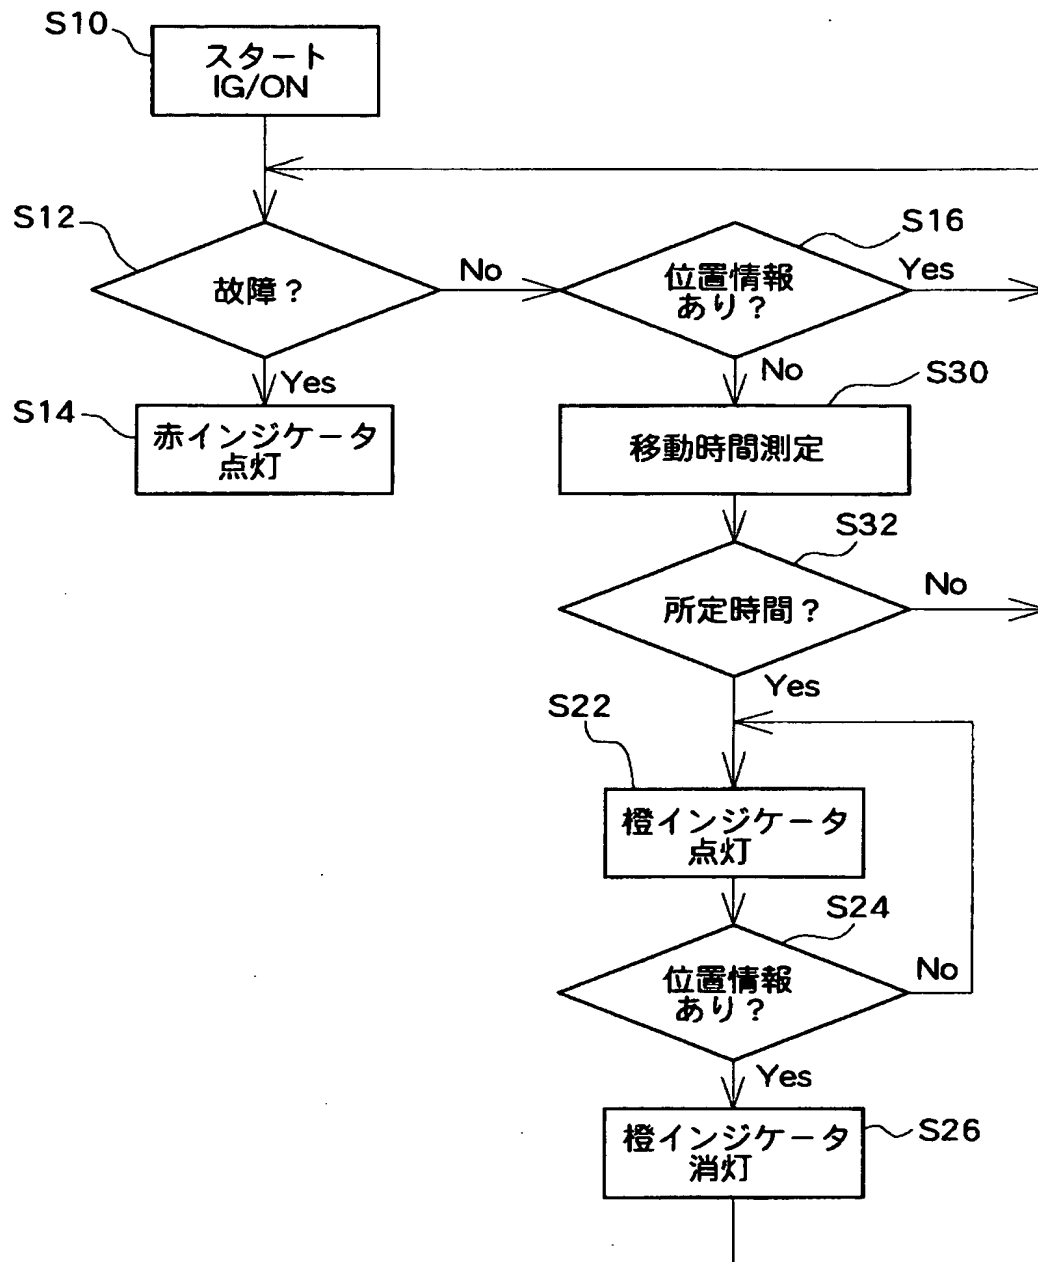 S10
スタート
IG/ON
S12
故障?
No
S16
位置情報
あり?
Yes
Yes
No
S14
赤インジケータ
点灯
S30
移動時間測定
S32
所定時間?
No
Yes
S22
橙インジケータ
点灯
S24
位置情報
あり?
No
Yes
橙インジケータ
消灯
S26